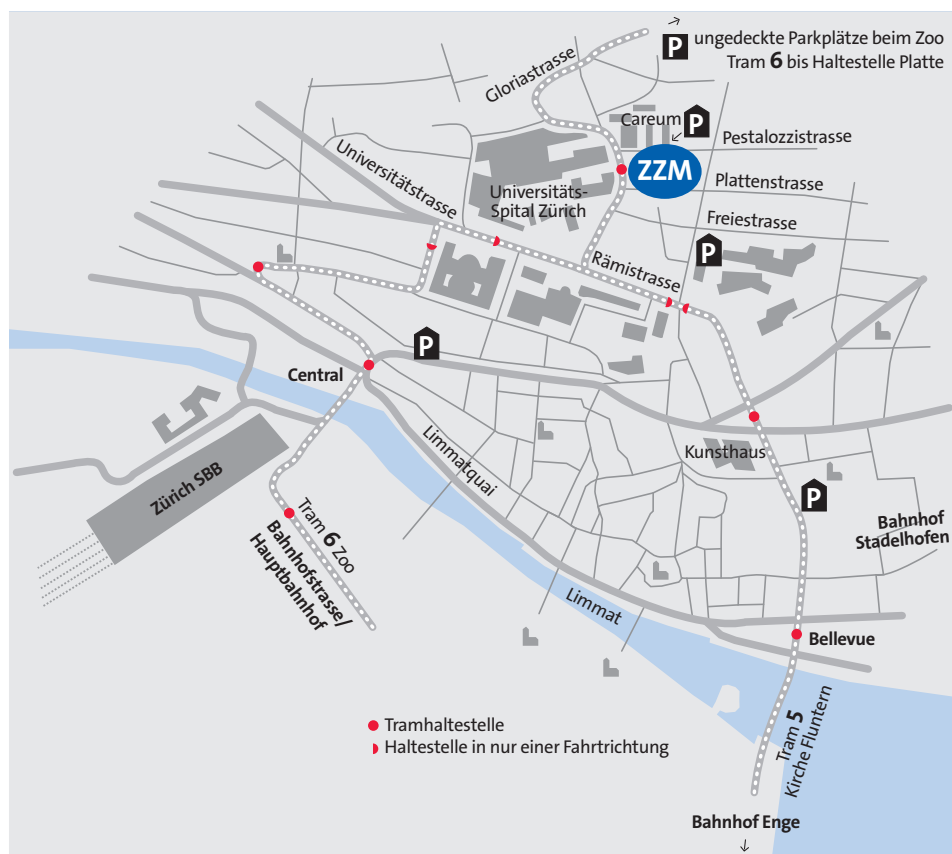 P ungedeckte Parkplätze beim Zoo
Tram 6 bis Haltestelle Platte
Gloriastrasse
Careum P
Pestalozzistrasse
ZZM
Universitätstrasse
Universitäts-
Spital Zürich
Plattenstrasse
Freiestrasse
P
Rämistrasse
P
Central
Limmatquai
Kunsthaus
Zürich SBB
P
Tram 6 Zoo
Bahnhofstrasse/
Hauptbahnhof
Bahnhof
Stadelhofen
Limmat
Bellevue
Tramhaltestelle
Haltestelle in nur einer Fahrtrichtung
Tram 5
Kirche Fluntern
Bahnhof Enge